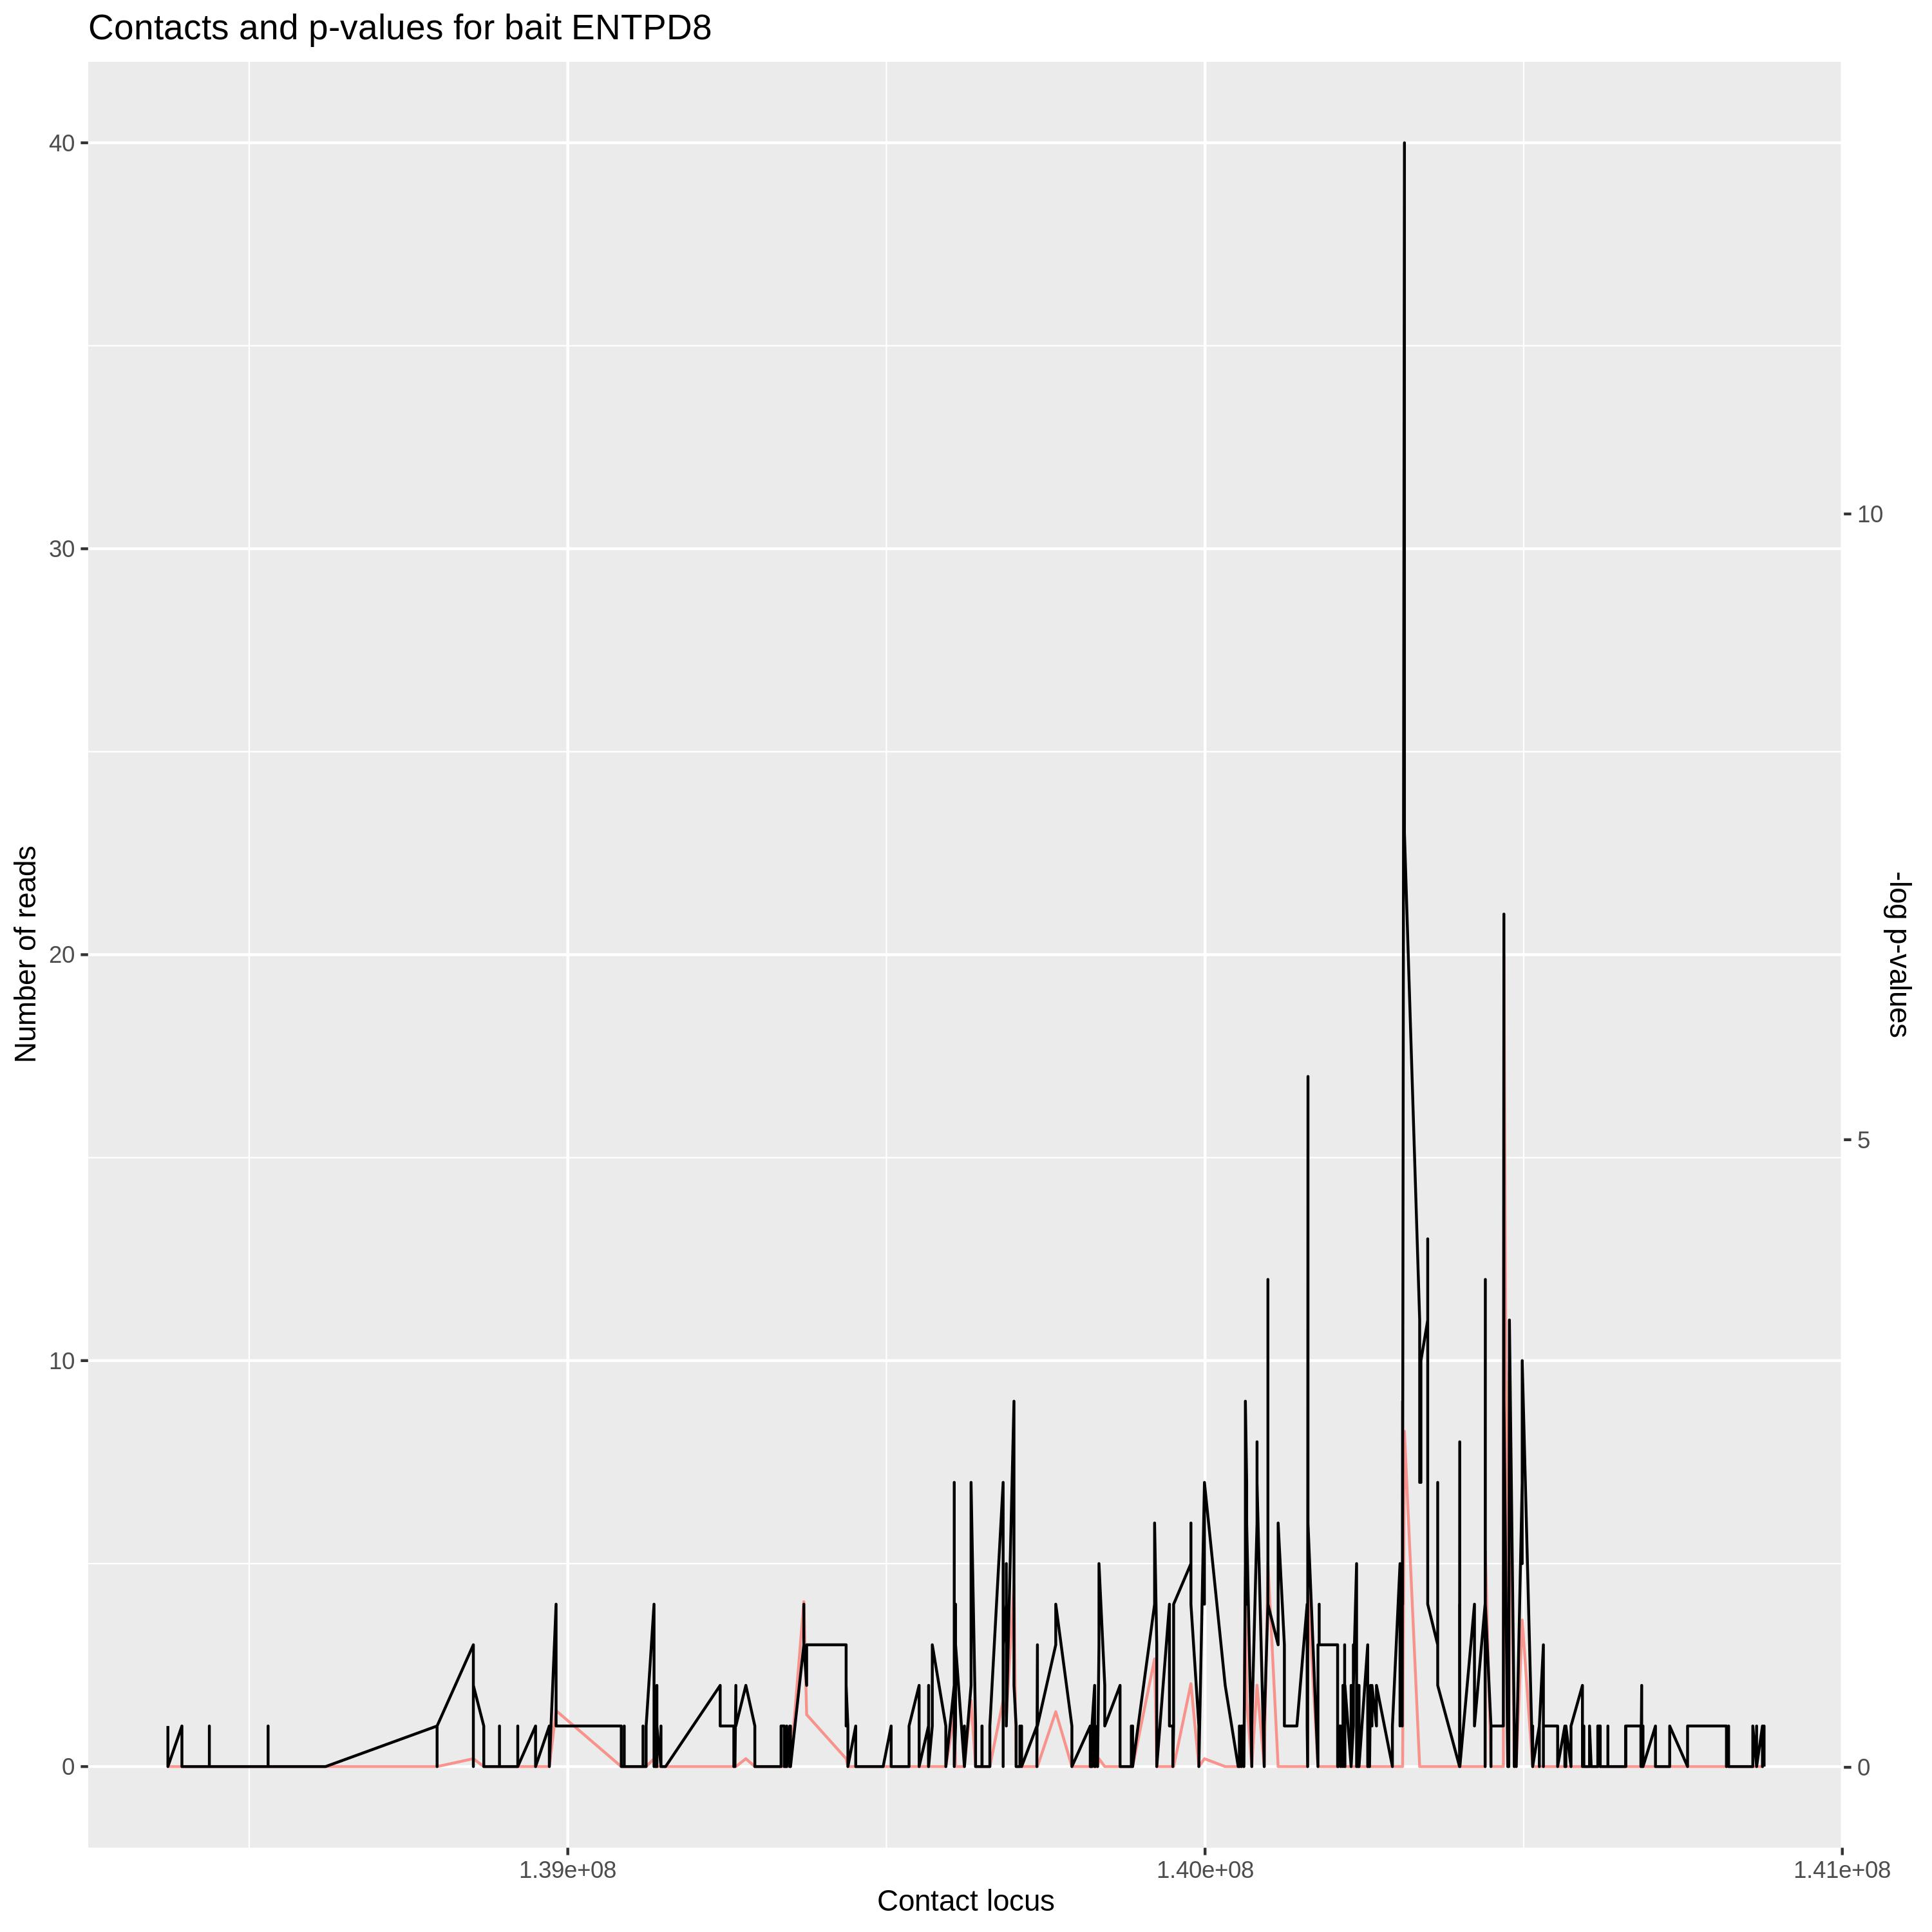 Contacts and p-values for bait ENTPD8
40
30
20
10
0
Number of reads
10
5
0
-log p-values
1.39e+08
1.40e+08
1.41e+08
Contact locus